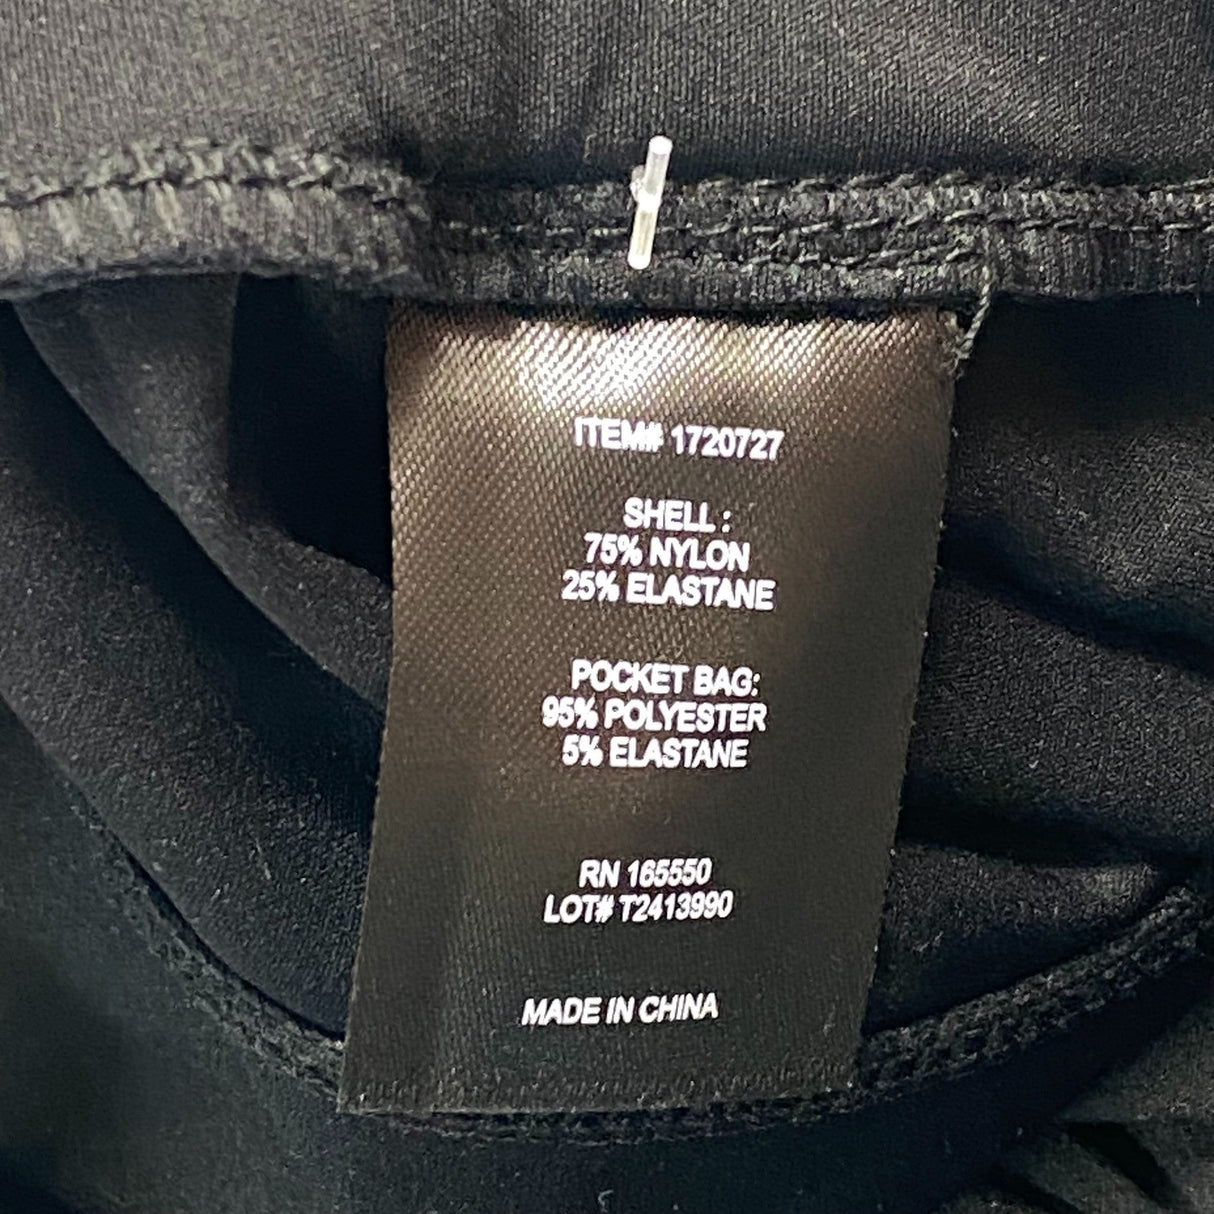 ITEM# 1720727
SHELL :
75% NYLON
25% ELASTANE
POCKET BAG:
95% POLYESTER
5% ELASTANE
RN 165550
LOT# T2413990
MADE IN CHINA